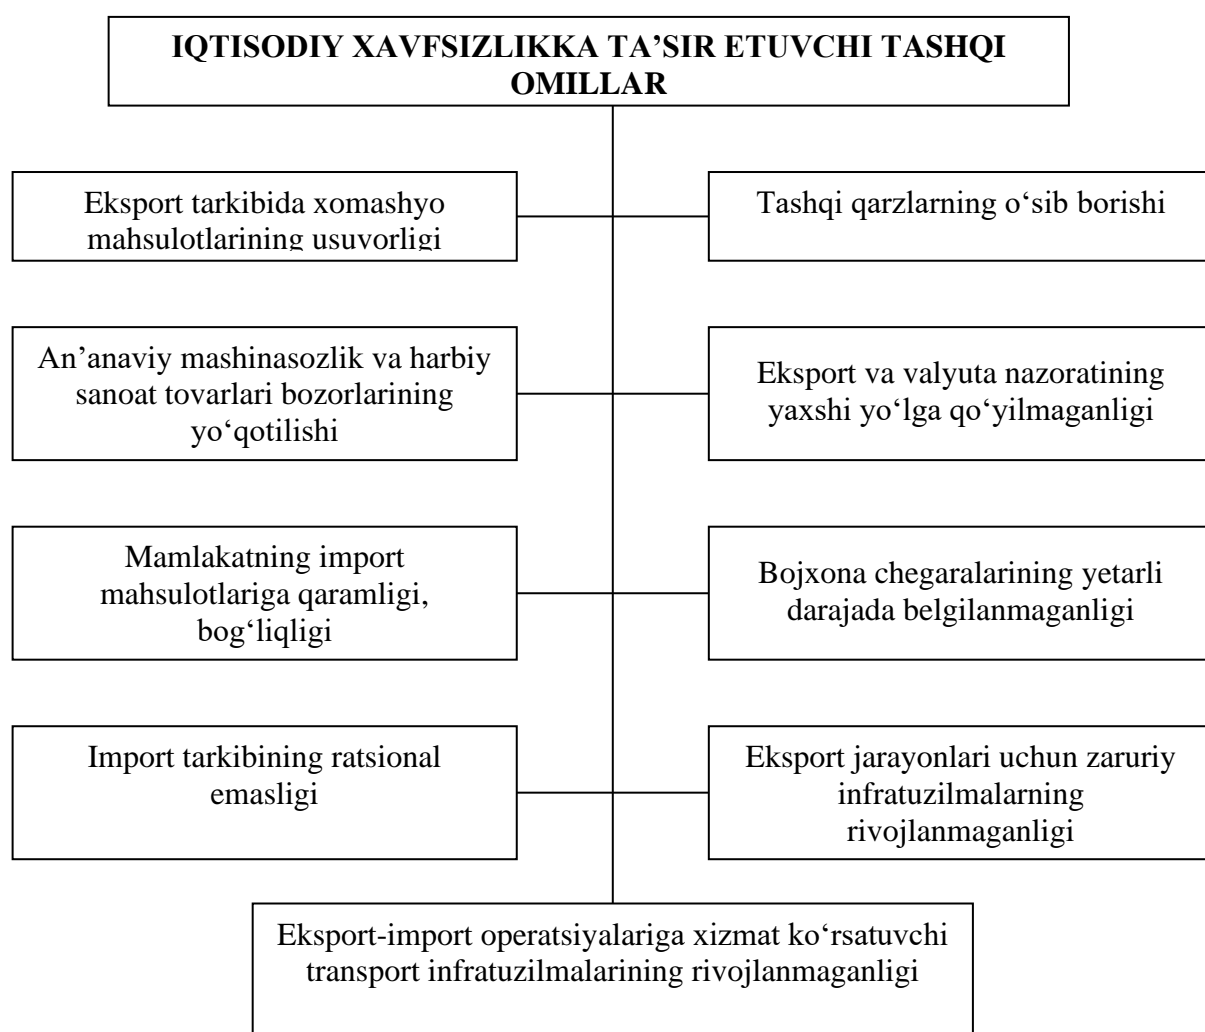 IQTISODIY XAVFSIZLIKKA TA’SIR ETUVCHI TASHQI
OMILLAR
Eksport tarkibida xomashyo
mahsulotlarining usuvorligi
Tashqi qarzlarning o‘sib borishi
An’anaviy mashinasozlik va harbiy
sanoat tovarlari bozorlarining
yo‘qotilishi
Eksport va valyuta nazoratining
yaxshi yo‘lga qo‘yilmaganligi
Mamlakatning import
mahsulotlariga qaramligi,
bog‘liqligi
Bojxona chegaralarining yetarli
darajada belgilanmaganligi
Import tarkibining ratsional
emasligi
Eksport jarayonlari uchun zaruriy
infratuzilmalarning
rivojlanmaganligi
Eksport-import operatsiyalariga xizmat ko‘rsatuvchi
transport infratuzilmalarining rivojlanmaganligi